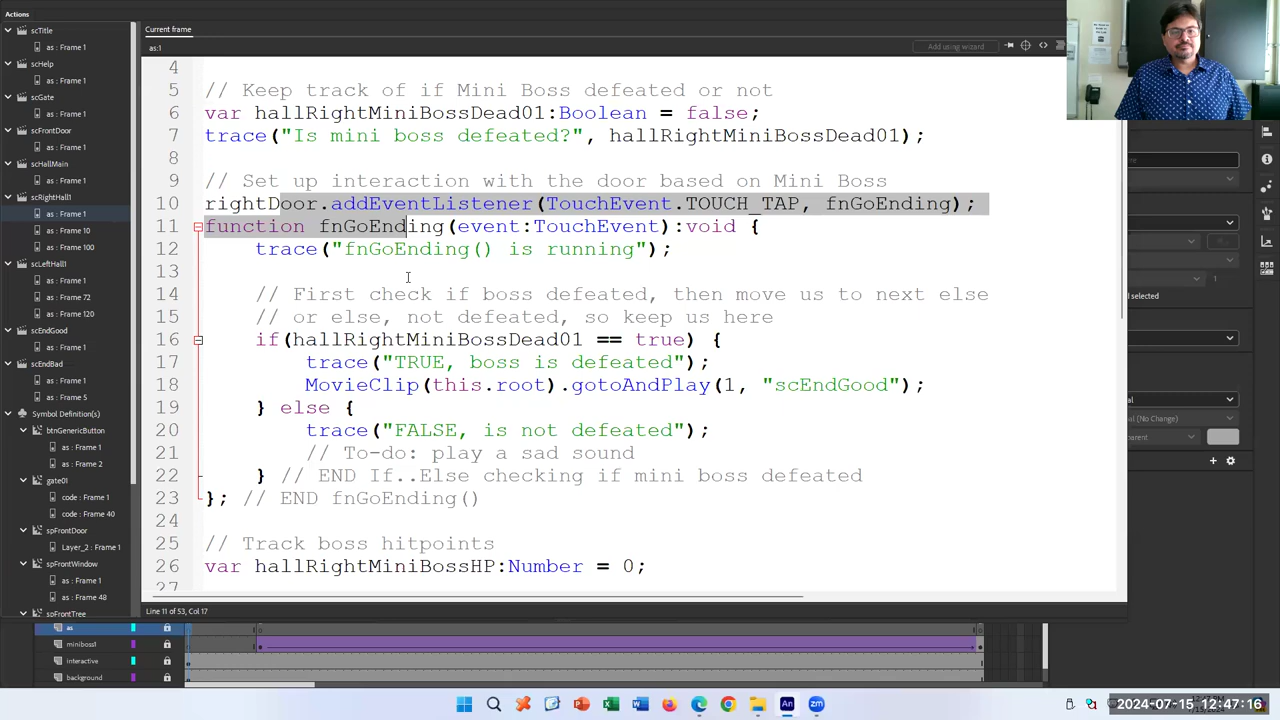 Actions
scTitle
as : Frame 1
scHelp
as : Frame 1
scGate
as : Frame 1
scFrontDoor
as : Frame 1
scHallMain
as : Frame 1
scRightHall1
as : Frame 1
as : Frame 10
as : Frame 100
scLeftHall1
as : Frame 1
as : Frame 72
as : Frame 120
scEndGood
as : Frame 1
scEndBad
as : Frame 1
as : Frame 5
Symbol Definition(s)
btnGenericButton
as : Frame 1
as : Frame 2
gate01
code : Frame 1
code : Frame 40
spFrontDoor
Layer_2 : Frame 1
spFrontWindow
as : Frame 1
as : Frame 48
spFrontTree
Current frame
as:1
Add using wizard
4
5 // Keep track of if Mini Boss defeated or not
6 var hallRightMiniBossDead01:Boolean = false;
7 trace("Is mini boss defeated?", hallRightMiniBossDead01);
8
9 // Set up interaction with the door based on Mini Boss
10 rightDoor.addEventListener(TouchEvent.TOUCH_TAP, fnGoEnding);
11 function fnGoEnding(event:TouchEvent):void {
12 trace("fnGoEnding() is running");
13
14 // First check if boss defeated, then move us to next else
15 // or else, not defeated, so keep us here
16 if(hallRightMiniBossDead01 == true) {
17 trace("TRUE, boss is defeated");
18 MovieClip(this.root).gotoAndPlay(1, "scEndGood");
19 } else {
20 trace("FALSE, is not defeated");
21 // To-do: play a sad sound
22 } // END If..Else checking if mini boss defeated
23 }; // END fnGoEnding()
24
25 // Track boss hitpoints
26 var hallRightMiniBossHP:Number = 0;
27
Line 11 of 53, Col 17
as
miniboss1
interactive
background
selected
(No Change)
2024-07-15 12:47:16